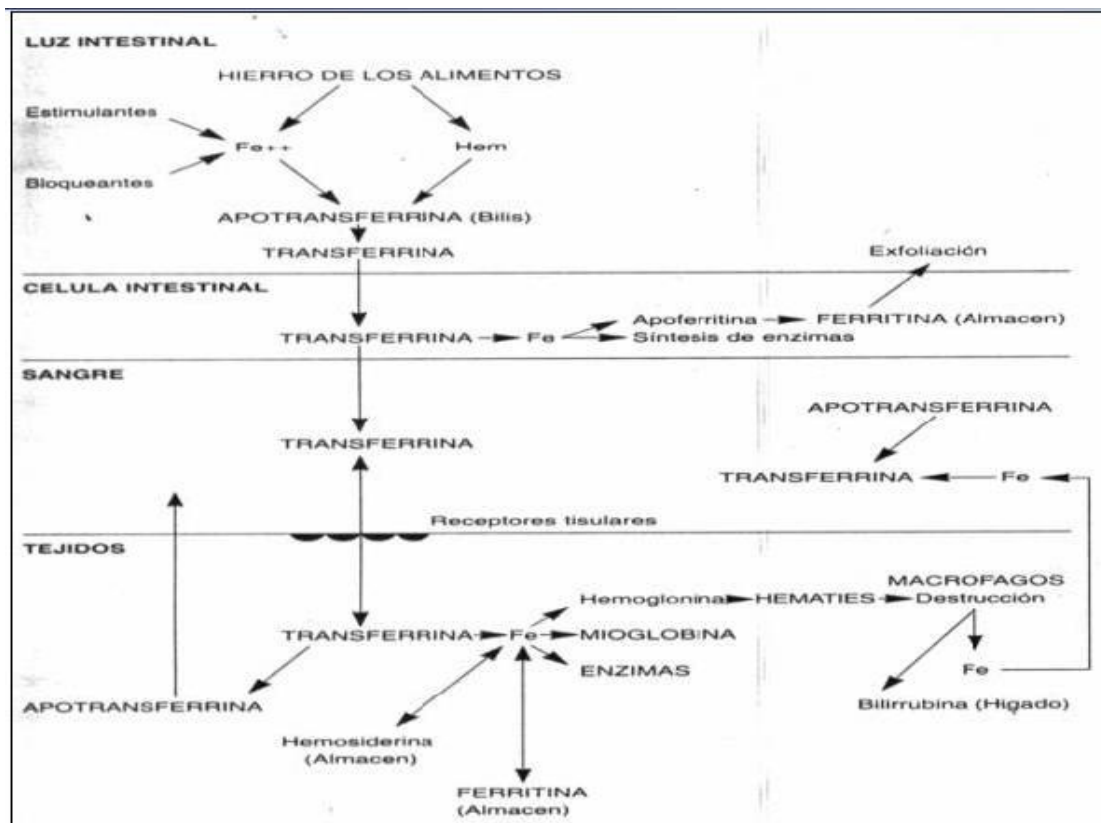 LUZ INTESTINAL
HIERRO DE LOS ALIMENTOS
Estimulantes
Fe++
Hem
Bloqueantes
APOTRANSFERRINA (Bilis)
TRANSFERRINA
Exfoliación
CELULA INTESTINAL
Apoferritina
FERRITINA (Almacen)
TRANSFERRINA
Fe
Síntesis de enzimas
SANGRE
APOTRANSFERRINA
TRANSFERRINA
TRANSFERRINA
Fe
Receptores tisulares
TEJIDOS
MACROFAGOS
Hemoglonina
HEMATIES
Destrucción
TRANSFERRINA
Fe
MIOGLOBINA
ENZIMAS
Fe
APOTRANSFERRINA
Bilirrubina (Higado)
Hemosiderina
(Almacen)
FERRITINA
(Almacen)